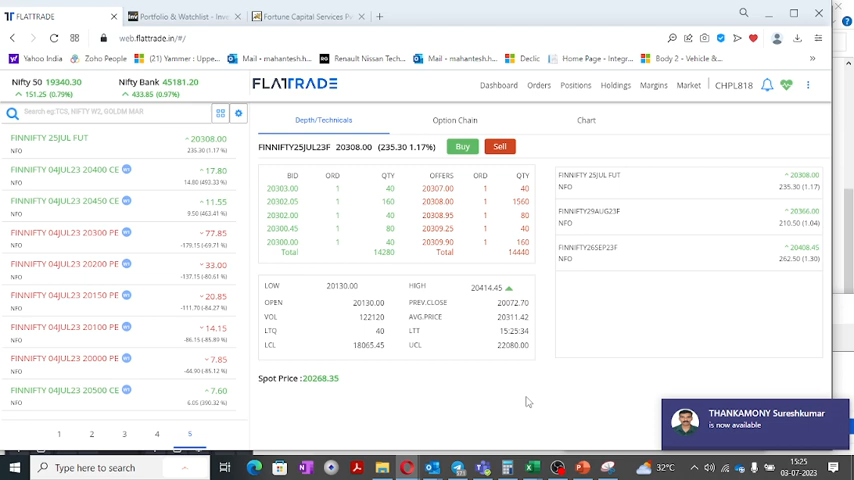 FLATTRADE
Portfolio & Watchlist - Inve
Fortune Capital Services Pv
web.flattrade.in/#/
Yahoo India
Zoho People
(21) Yammer : Uppe...
Mail • mahantesh.h...
Renault Nissan Tech...
Declic
Mail • mahantesh.h...
Home Page - Integr...
Body 2 - Vehicle &...
Nifty 50 19340.30
151.25 (0.79%)
Nifty Bank 45181.20
433.85 (0.97%)
FLATTRADE
Dashboard Orders Positions Holdings Margins Market CHPL818
Search eg:TCS, NIFTY W2, GOLDM MAR
Depth/Technicals Option Chain Chart
FINNIFTY 25JUL FUT 20308.00
NFO 235.30 (1.17 %)
FINNIFTY 04JUL23 20400 CE W1 17.80
NFO 14.80 (493.33 %)
FINNIFTY 04JUL23 20450 CE W1 11.55
NFO 9.50 (463.41 %)
FINNIFTY 04JUL23 20300 PE W1 77.85
NFO -179.15 (-69.71 %)
FINNIFTY 04JUL23 20200 PE W1 33.00
NFO -137.15 (-80.61 %)
FINNIFTY 04JUL23 20150 PE W1 20.85
NFO -111.70 (-84.27 %)
FINNIFTY 04JUL23 20100 PE W1 14.15
NFO -86.15 (-85.89 %)
FINNIFTY 04JUL23 20000 PE W1 7.85
NFO -44.90 (-85.12 %)
FINNIFTY 04JUL23 20500 CE W1 7.60
NFO 6.05 (390.32 %)
1 2 3 4 5
FINNIFTY25JUL23F 20308.00 (235.30 1.17%) Buy Sell
BID ORD QTY OFFERS ORD QTY
20303.00 1 40 20307.00 1 40
20302.05 1 160 20308.00 1 1560
20302.00 1 40 20308.95 1 80
20300.45 1 80 20309.25 1 40
20300.00 1 40 20309.90 1 160
Total 14280 Total 14440
LOW 20130.00 HIGH 20414.45
OPEN 20130.00 PREV.CLOSE 20072.70
VOL 122120 AVG.PRICE 20311.42
LTQ 40 LTT 15:25:34
LCL 18065.45 UCL 22080.00
Spot Price :20268.35
FINNIFTY 25JUL FUT 20308.00
NFO 235.30 (1.17)
FINNIFTY29AUG23F 20366.00
NFO 210.50 (1.04)
FINNIFTY26SEP23F 20408.45
NFO 262.50 (1.30)
THANKAMONY Sureshkumar
is now available
Type here to search
32°C
15:25
03-07-2023